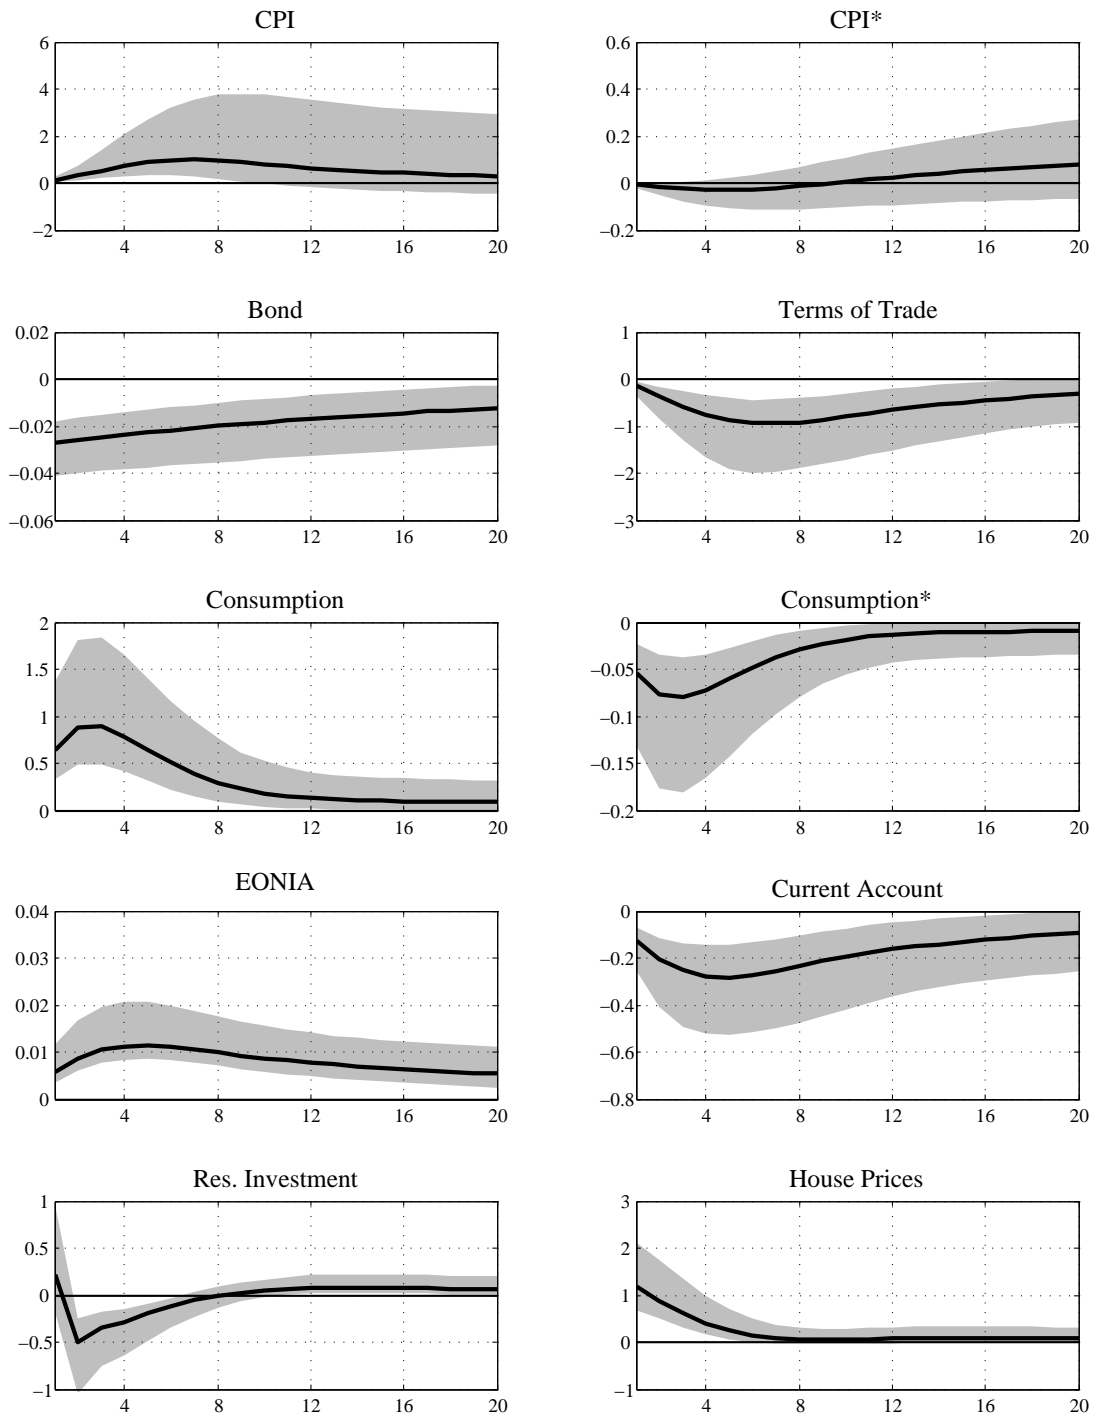 CPI
6
4
2
0
−2
4 8 12 16 20
CPI*
0.6
0.4
0.2
0
−0.2
4 8 12 16 20
Bond
0.02
0
−0.02
−0.04
−0.06
4 8 12 16 20
Terms of Trade
1
0
−1
−2
−3
4 8 12 16 20
Consumption
2
1.5
1
0.5
0
4 8 12 16 20
Consumption*
0
−0.05
−0.1
−0.15
−0.2
4 8 12 16 20
EONIA
0.04
0.03
0.02
0.01
0
4 8 12 16 20
Current Account
0
−0.2
−0.4
−0.6
−0.8
4 8 12 16 20
Res. Investment
1
0.5
0
−0.5
−1
4 8 12 16 20
House Prices
3
2
1
0
−1
4 8 12 16 20